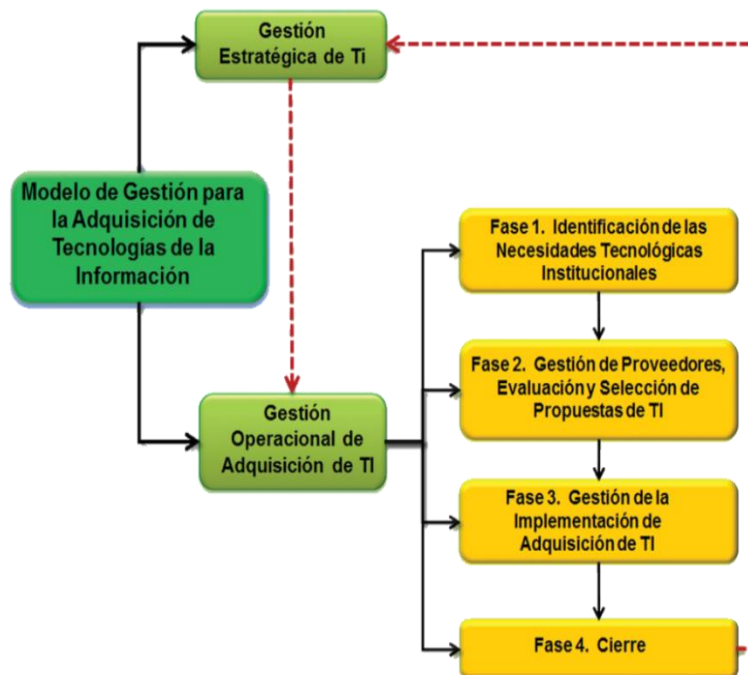 Gestión
Estratégica de Ti
Modelo de Gestión para
la Adquisición de
Tecnologías de la
Información
Gestión
Operacional de
Adquisición de TI
Fase 1. Identificación de las
Necesidades Tecnológicas
Institucionales
Fase 2. Gestión de Proveedores,
Evaluación y Selección de
Propuestas de TI
Fase 3. Gestión de la
Implementación de
Adquisición de TI
Fase 4. Cierre